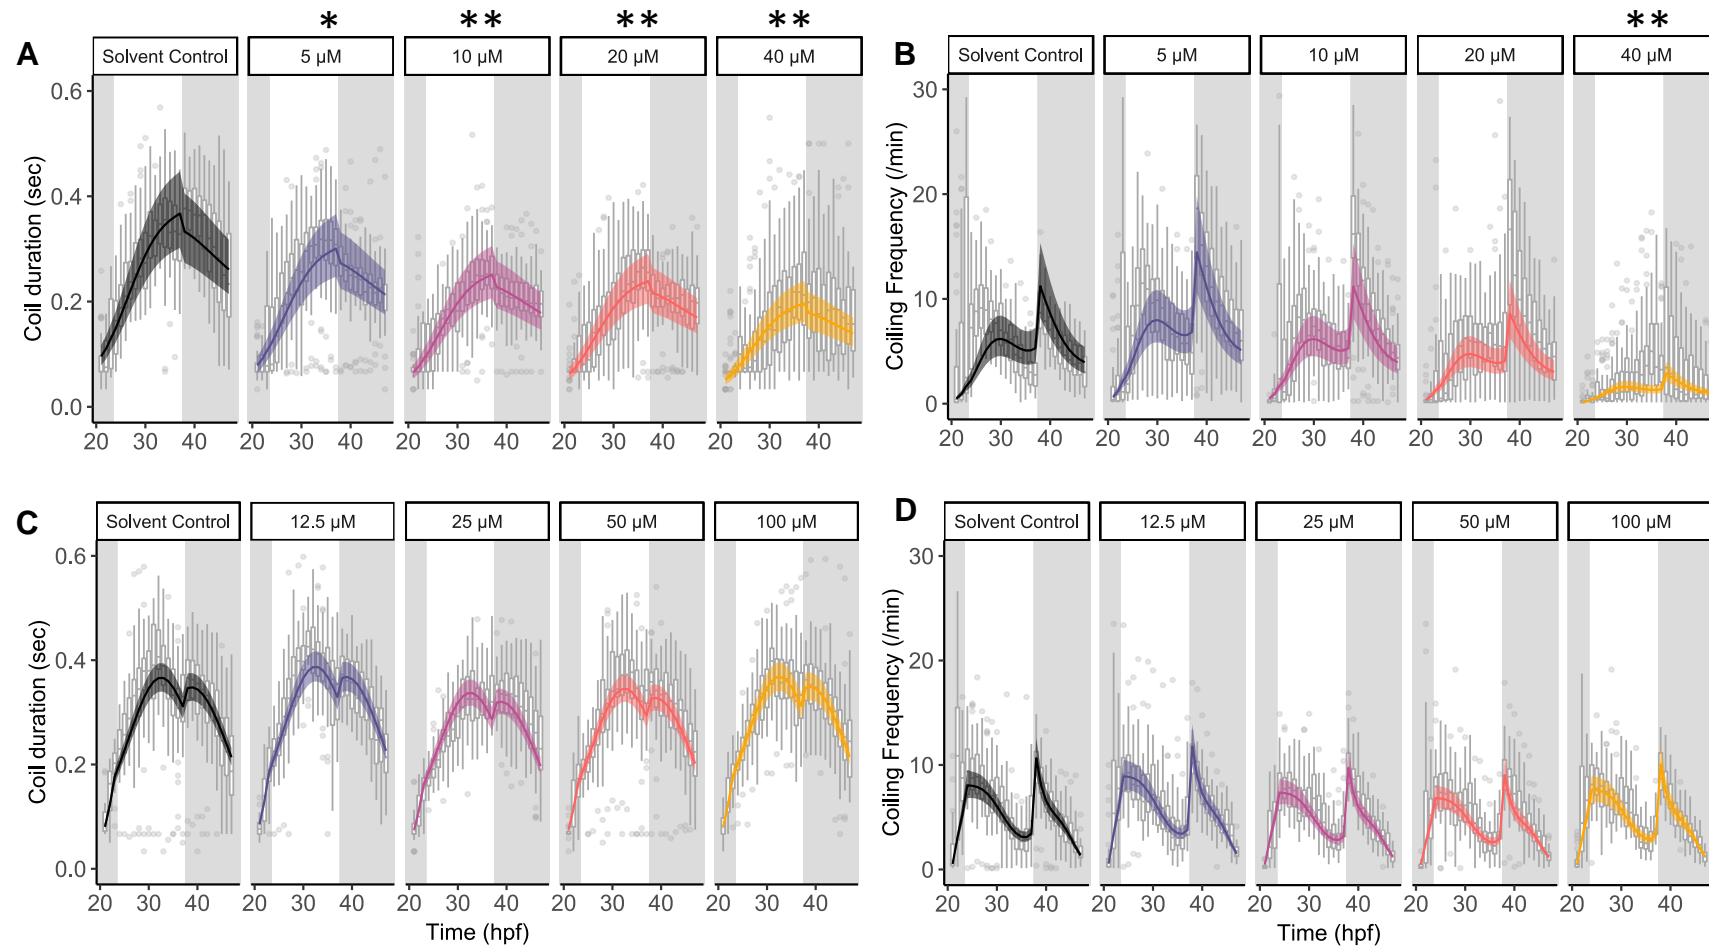 * ** ** ** **
A Solvent Control 5 μM 10 μM 20 μM 40 μM B Solvent Control 5 μM 10 μM 20 μM 40 μM
Coil duration (sec)
0.6
0.4
0.2
0.0
20 30 40 20 30 40 20 30 40 20 30 40 20 30 40
Coiling Frequency (/min)
30
20
10
0
20 30 40 20 30 40 20 30 40 20 30 40 20 30 40
C Solvent Control 12.5 μM 25 μM 50 μM 100 μM D Solvent Control 12.5 μM 25 μM 50 μM 100 μM
Coil duration (sec)
0.6
0.4
0.2
0.0
20 30 40 20 30 40 20 30 40 20 30 40 20 30 40
Time (hpf)
Coiling Frequency (/min)
30
20
10
0
20 30 40 20 30 40 20 30 40 20 30 40 20 30 40
Time (hpf)